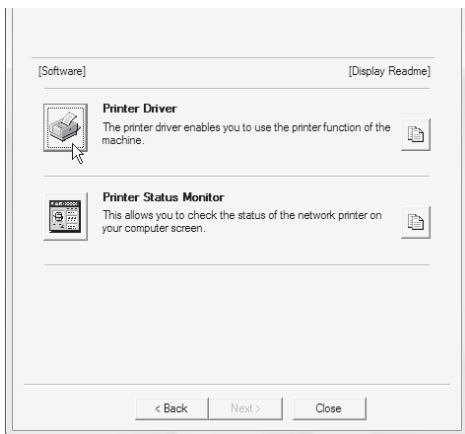 [Software] [Display Readme]
Printer Driver
The printer driver enables you to use the printer function of the
machine.
Printer Status Monitor
This allows you to check the status of the network printer on
your computer screen.
< Back Next > Close